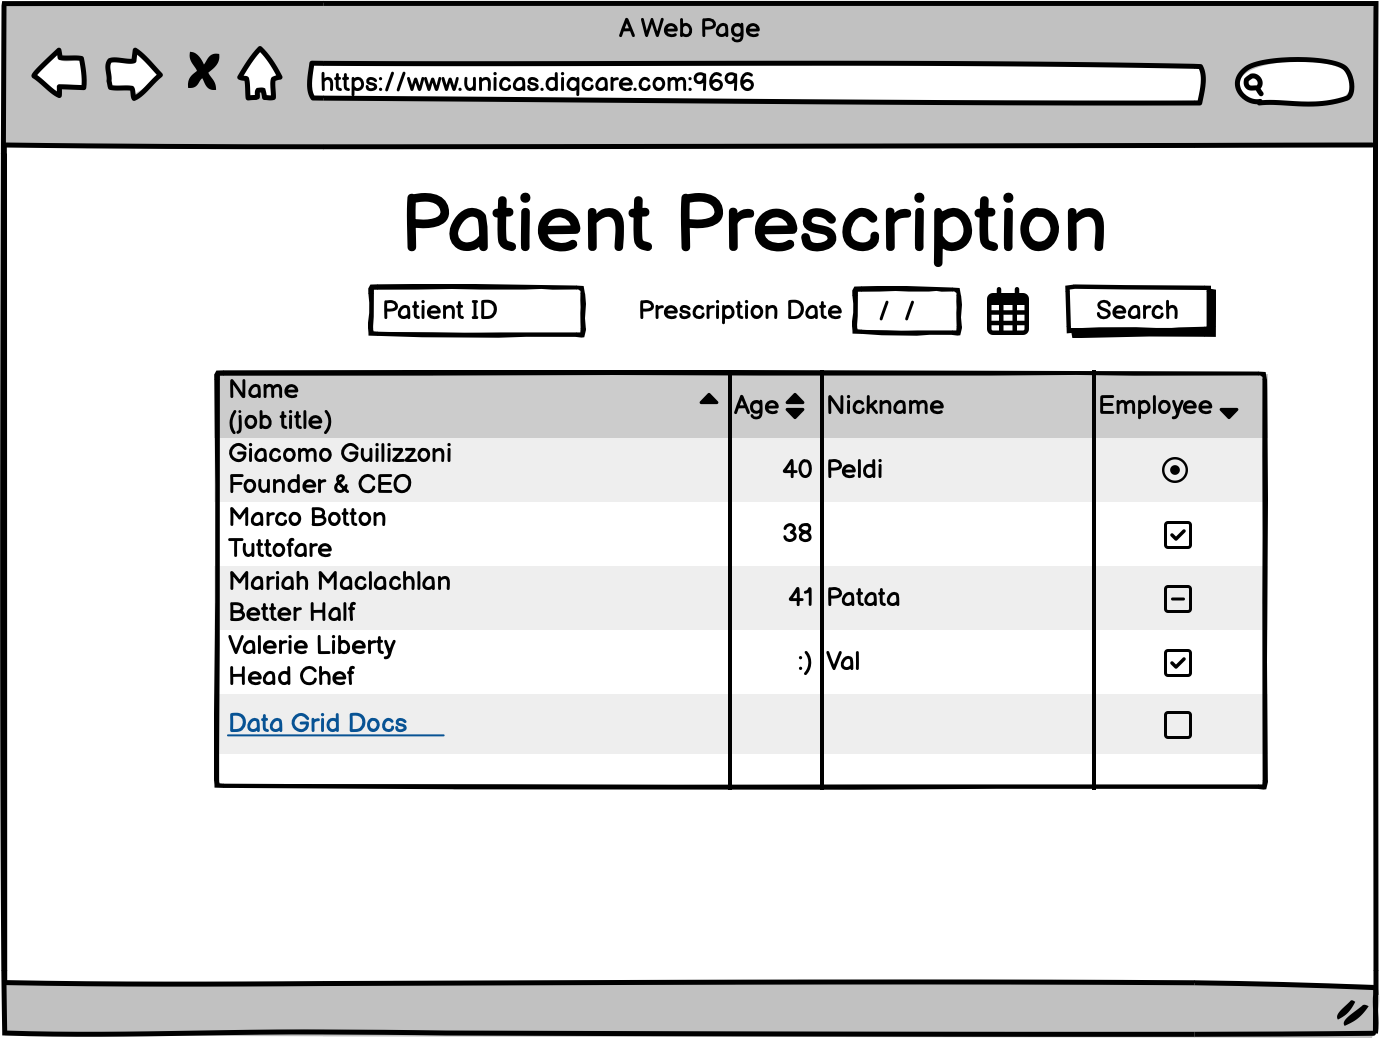 A Web Page
https://www.unicas.diqcare.com:9696
Patient Prescription
Patient ID
Prescription Date
/ /
Search
Name
(job title)
Age
Nickname
Employee
Giacomo Guilizzoni
Founder & CEO
40
Peldi
Marco Botton
Tuttofare
38
Mariah Maclachlan
Better Half
41
Patata
Valerie Liberty
Head Chef
:)
Val
Data Grid Docs